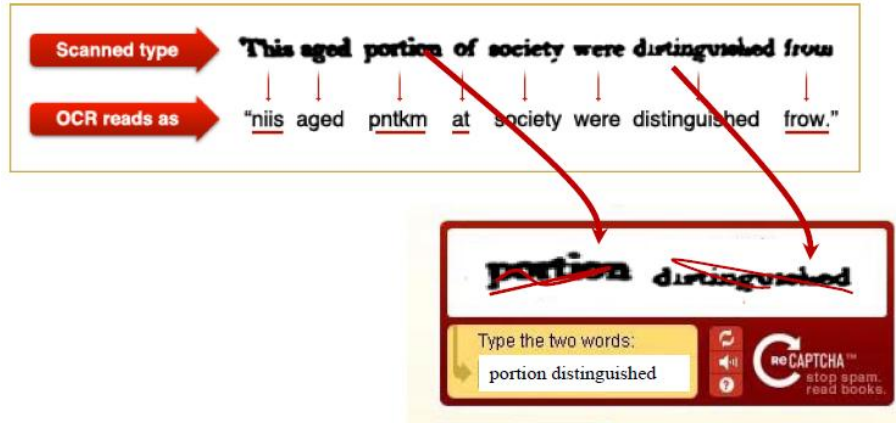 Scanned type This aged portion of society were distinguished frow
OCR reads as "niis aged pntkm at society were distinguished frow."
portion distinguished
Type the two words:
portion distinguished
ReCAPTCHA™
stop spam.
read books.